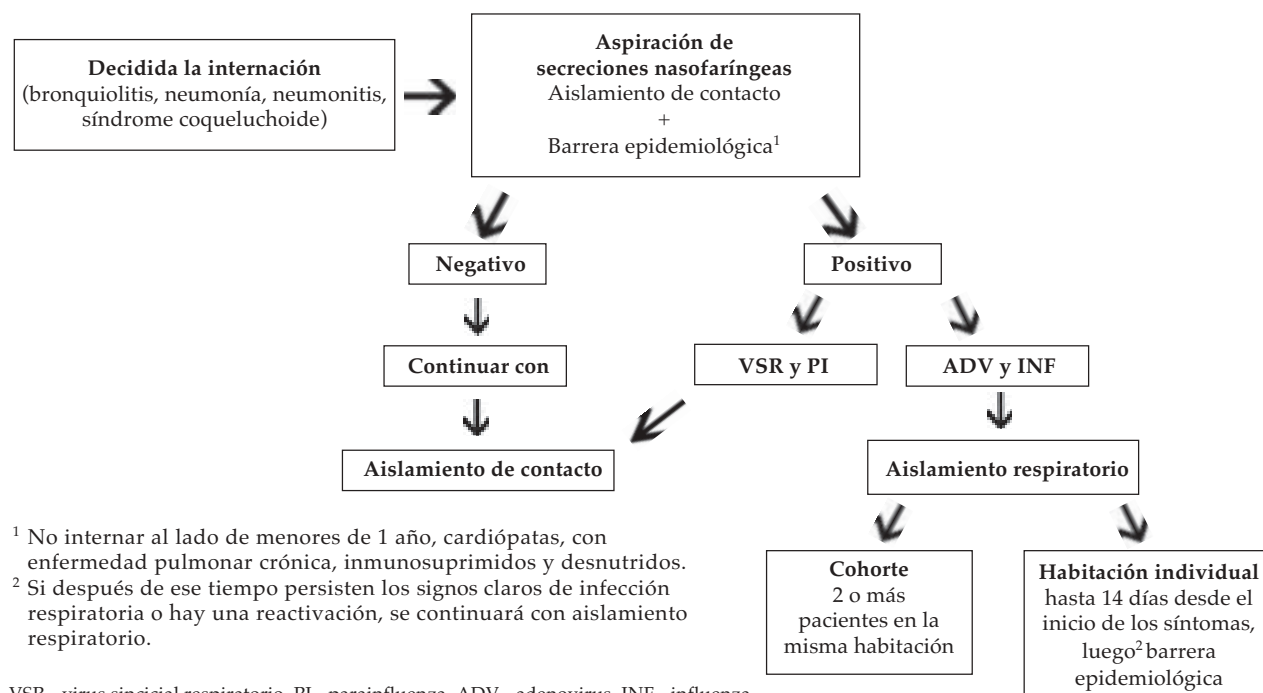 Decidida la internación
(bronquiolitis, neumonía, neumonitis,
síndrome coqueluchoide)
Aspiración de
secreciones nasofaríngeas
Aislamiento de contacto
+
Barrera epidemiológica¹
Negativo
Positivo
Continuar con
VSR y PI
ADV y INF
Aislamiento de contacto
Aislamiento respiratorio
Cohorte
2 o más
pacientes en la
misma habitación
Habitación individual
hasta 14 días desde el
inicio de los síntomas,
luego² barrera
epidemiológica
¹ No internar al lado de menores de 1 año, cardiópatas, con
enfermedad pulmonar crónica, inmunosuprimidos y desnutridos.
² Si después de ese tiempo persisten los signos claros de infección
respiratoria o hay una reactivación, se continuará con aislamiento
respiratorio.